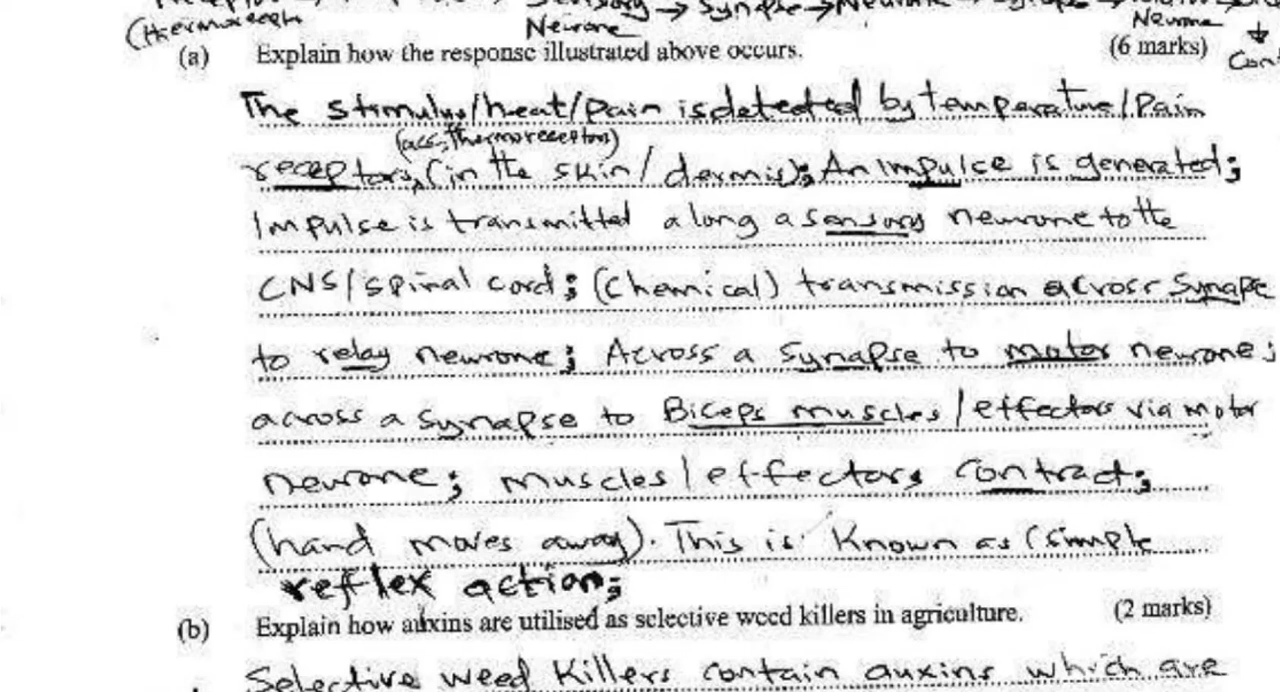 (thermorecepto
Sensory → Synapse → Neurone
Neurone
Neurone
(a) Explain how the response illustrated above occurs. (6 marks)
Con
The stimulus/heat/pain is detected by temperature/pain
(acc; Thermoreceptors)
receptors, (in the skin/dermis); An Impulse is generated;
Impulse is transmitted along a sensory neurone to the
CNS/spinal cord; (chemical) transmission across synapse
to relay neurone; Across a synapse to motor neurone;
across a synapse to Biceps muscles/effectors via motor
neurone; muscles/effectors contract;
(hand moves away). This is known as (simple
reflex action;
(b) Explain how auxins are utilised as selective weed killers in agriculture. (2 marks)
Selective weed killers contain auxins which are